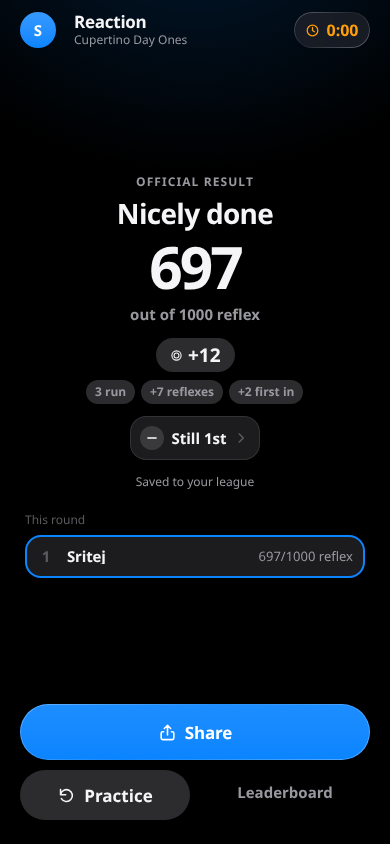 S
Reaction
Cupertino Day Ones
0:00
OFFICIAL RESULT
Nicely done
697
out of 1000 reflex
+12
3 run
+7 reflexes
+2 first in
Still 1st
Saved to your league
This round
1 Sritej 697/1000 reflex
Share
Practice
Leaderboard